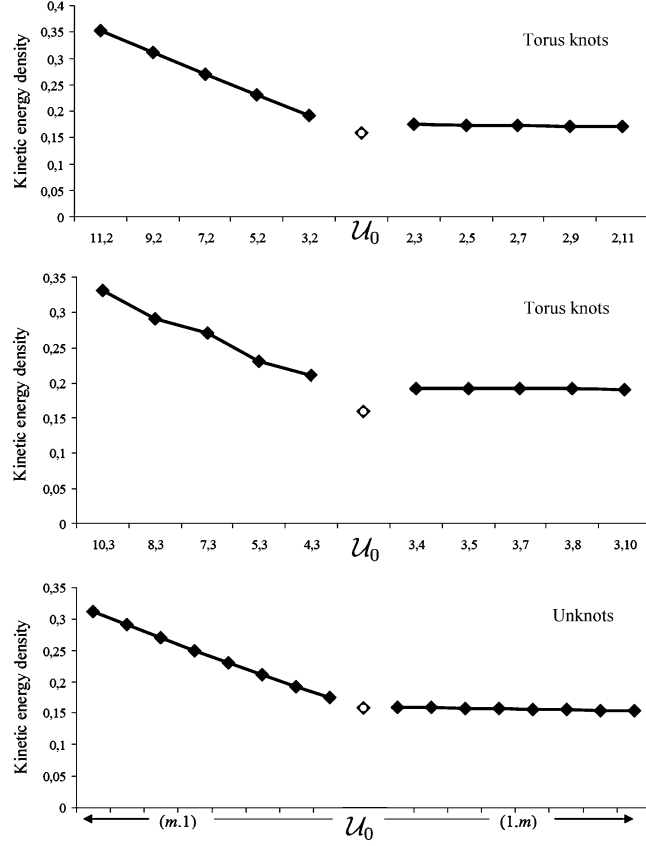 Kinetic energy density
0,4
0,35
0,3
0,25
0,2
0,15
0,1
0,05
0
Torus knots
11,2 9,2 7,2 5,2 3,2 𝒰0 2,3 2,5 2,7 2,9 2,11
Kinetic energy density
0,35
0,3
0,25
0,2
0,15
0,1
0,05
0
Torus knots
10,3 8,3 7,3 5,3 4,3 𝒰0 3,4 3,5 3,7 3,8 3,10
Kinetic energy density
0,35
0,3
0,25
0,2
0,15
0,1
0,05
0
Unknots
(m,1) 𝒰0 (1,m)